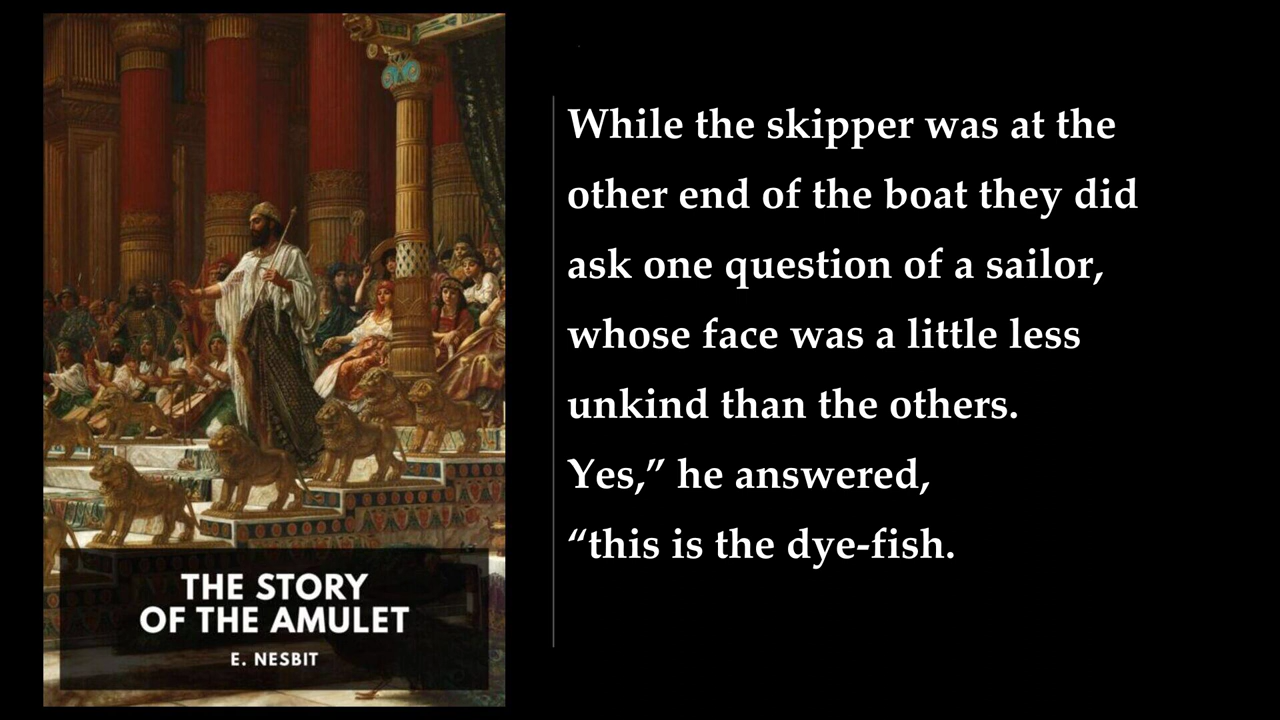 While the skipper was at the
other end of the boat they did
ask one question of a sailor,
whose face was a little less
unkind than the others.
Yes,” he answered,
“this is the dye-fish.
THE STORY
OF THE AMULET
E. NESBIT